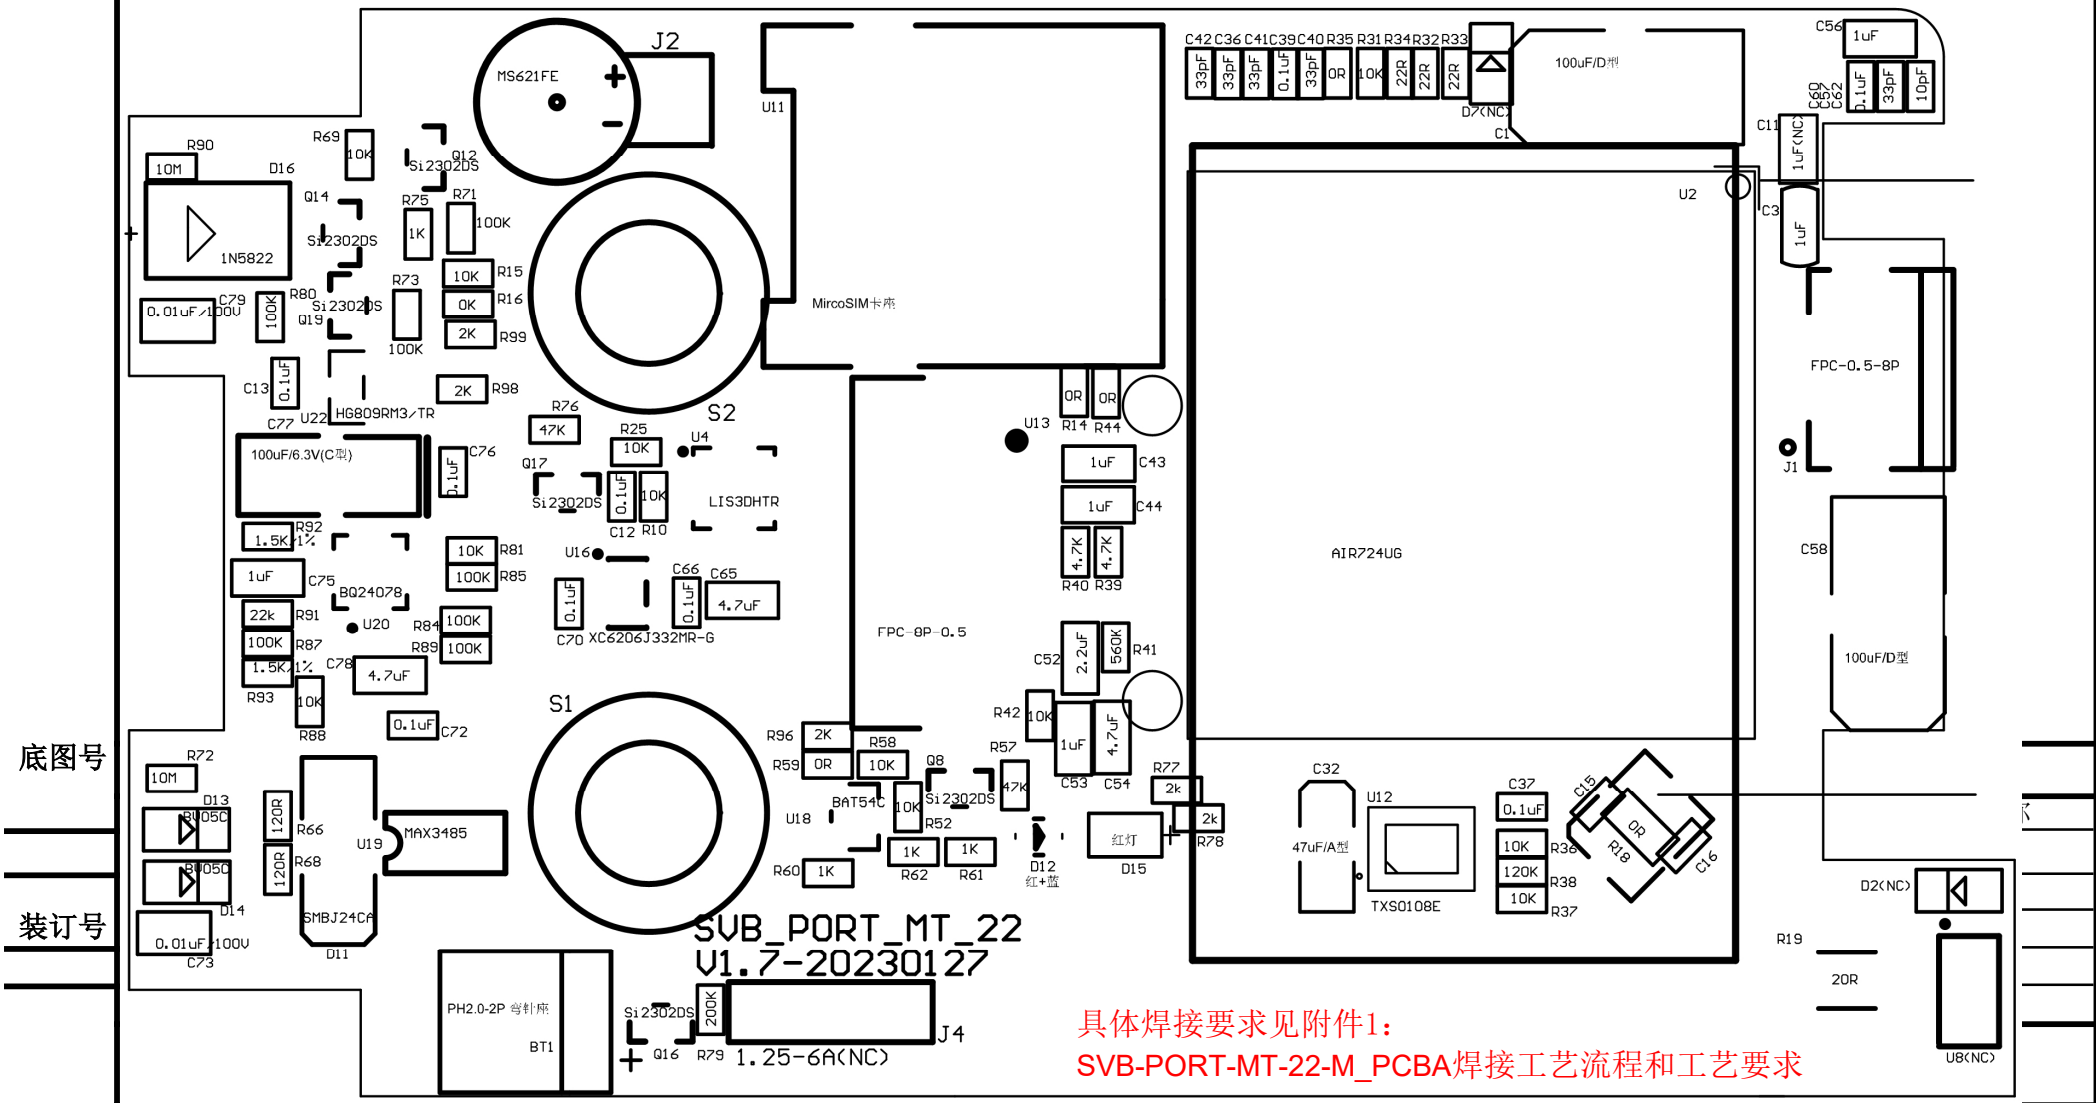 J2
MS621FE
+
−
U11
MircoSIM卡座
C42 C36 C41 C39 C40 R35 R31 R34 R32 R33
33pF 33pF 33pF 0.1uF 33pF 0R 10K 22R 22R 22R
D7(NC)
100uF/D型
C1
C56
1uF
C60
C57
C62
0.1uF 33pF 10pF
C11
1uF(NC)
C3
1uF
U2
R90
10M
D16
1N5822
+
R69
10K
Q12
Si2302DS
Q14
Si2302DS
R75
1K
R71
100K
10K R15
0K R16
2K R99
R73
100K
Si2302DS
Q19
R80
100K
C79
0.01uF/100V
C13
0.1uF
U22
HG809RM3/TR
2K R98
C77
100uF/6.3V(C型)
C76
0.1uF
R76
47K
R25
10K
U4
S2
LIS3DHTR
Q17
Si2302DS
0.1uF
C12
10K
R10
U13
0R
R14
0R
R44
1uF C43
1uF C44
4.7K
R40
4.7K
R39
FPC-0.5-8P
J1
AIR724UG
C58
100uF/D型
R92
1.5K/1%
1uF C75
22k R91
100K R87
1.5K/1%
R93
BQ24078
U20
10K R81
100K R85
R84 100K
R89 100K
U16
0.1uF
C70
XC6206J332MR-G
C66
0.1uF
C65
4.7uF
FPC-8P-0.5
C52
2.2uF
560K
R41
C78
4.7uF
10K
R88
0.1uF C72
S1
R42
10K
1uF
C53
4.7uF
C54
底图号
R72
10M
D13
BV05C
BV05C
D14
装订号
0.01uF/100V
C73
120R R66
120R R68
SMBJ24CA
D11
U19
MAX3485
R96 2K
R59 0R
R58
10K
BAT54C
U18
10K
R52
Q8
Si2302DS
R57
47K
R60 1K
1K
R62
1K
R61
D12
红+蓝
红灯
+
D15
R77
2k
2k
R78
C32
47uF/A型
U12
TXS0108E
C37
0.1uF
10K R36
120K R38
10K R37
C15
0R
R18
C16
D2(NC)
R19
20R
U8(NC)
SVB_PORT_MT_22
V1.7-20230127
PH2.0-2P 弯针座
BT1
Si2302DS
+
Q16
200K
R79
J4
1.25-6A(NC)
具体焊接要求见附件1：
SVB-PORT-MT-22-M_PCBA焊接工艺流程和工艺要求